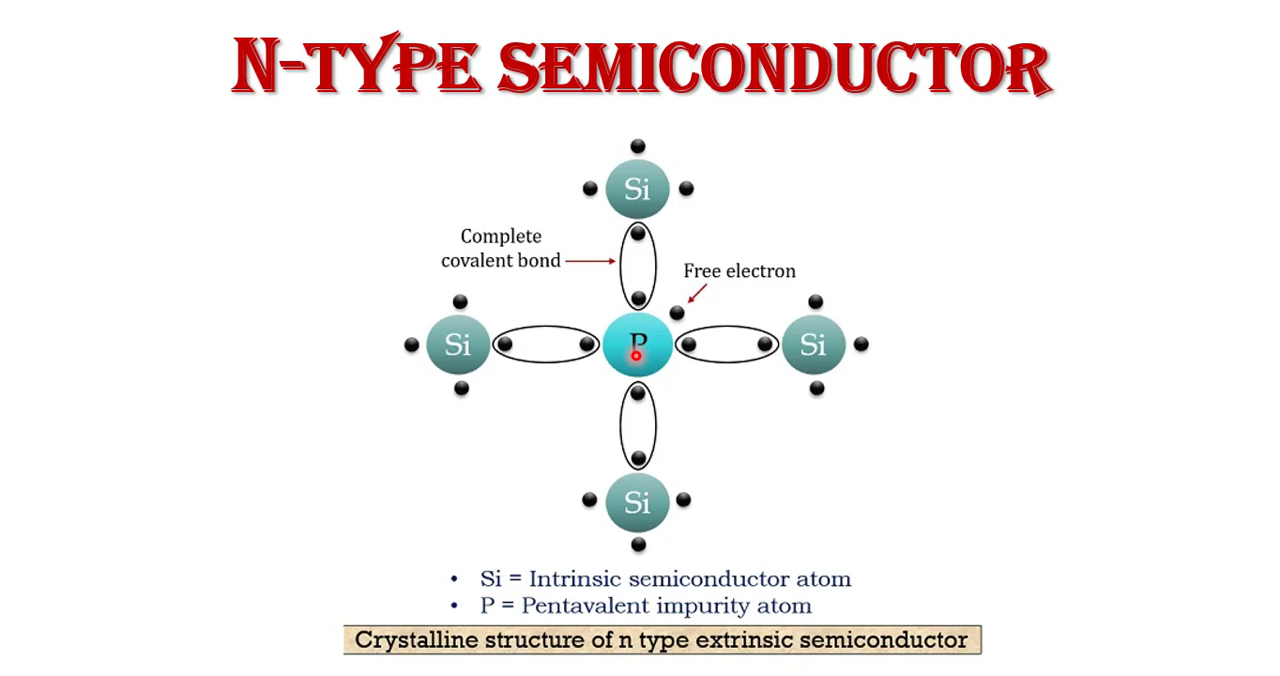 N-TYPE SEMICONDUCTOR
Si
Complete
covalent bond
Free electron
Si
P
Si
Si
• Si = Intrinsic semiconductor atom
• P = Pentavalent impurity atom
Crystalline structure of n type extrinsic semiconductor